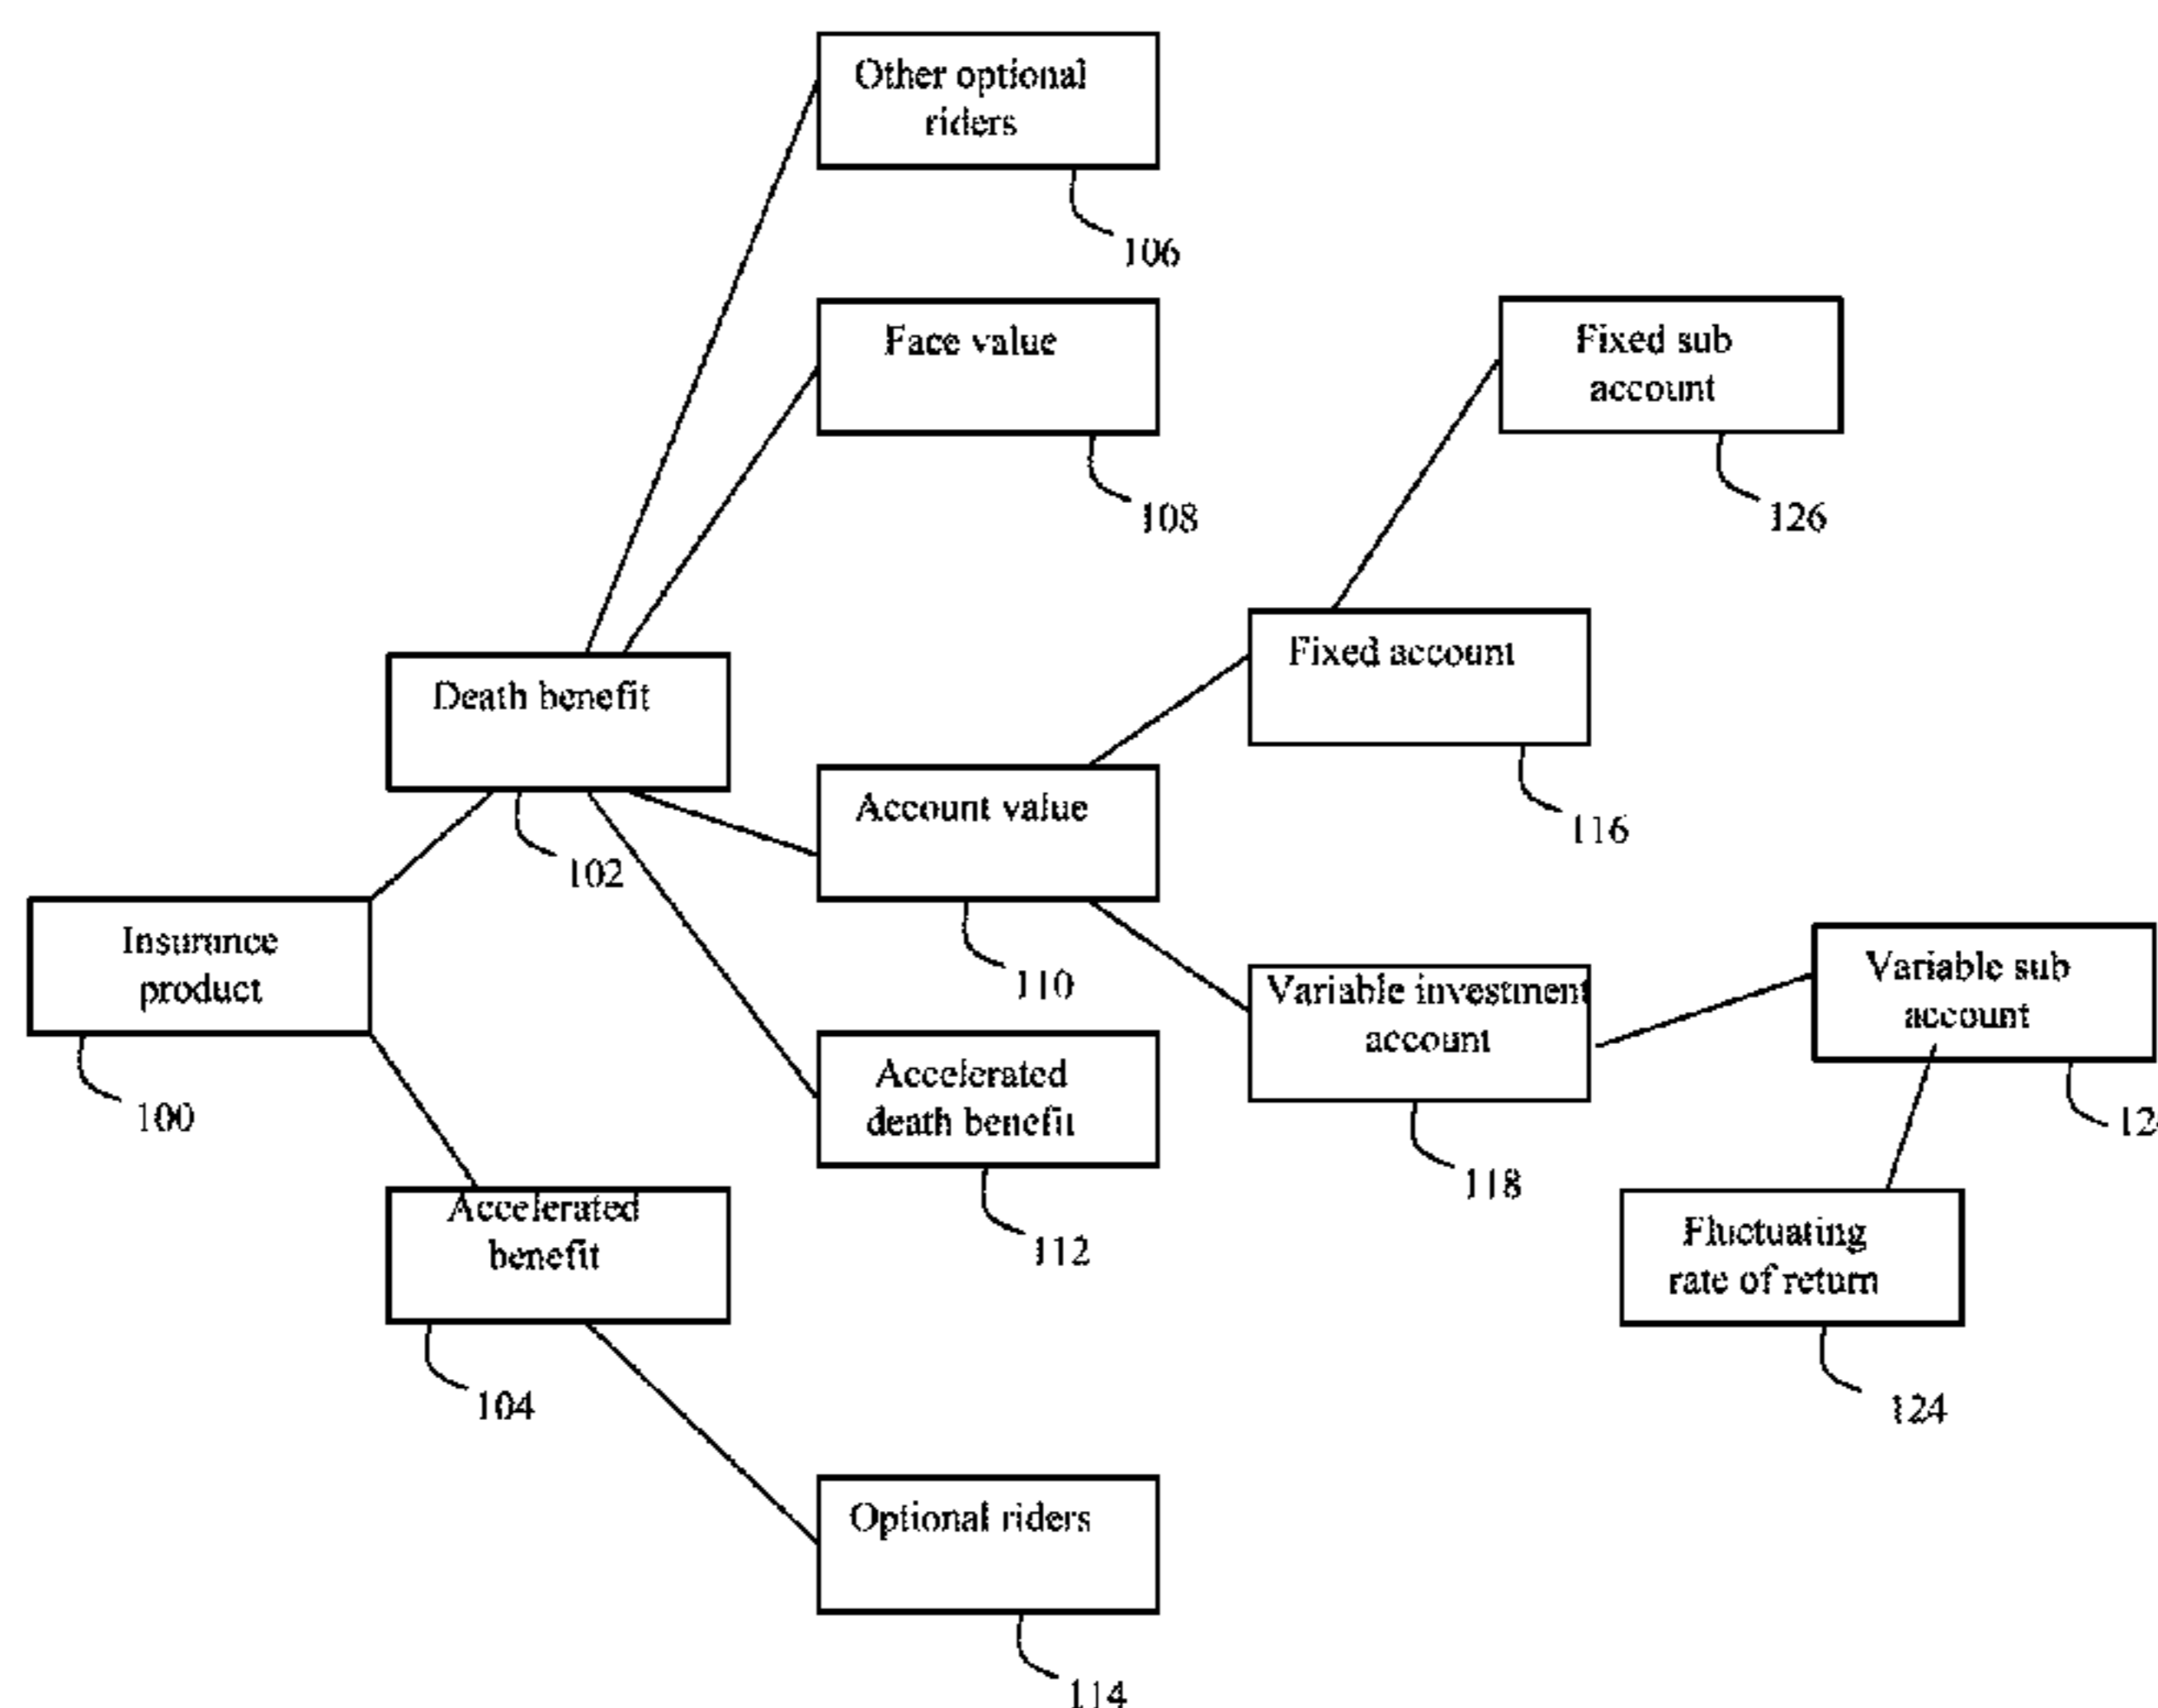 Other optional
riders
106
Face value
108
Fixed sub
account
126
Death benefit
102
Fixed account
116
Account value
110
Insurance
product
100
Variable investment
account
118
Variable sub
account
Accelerated
death benefit
112
Accelerated
benefit
104
Fluctuating
rate of return
124
Optional riders
114